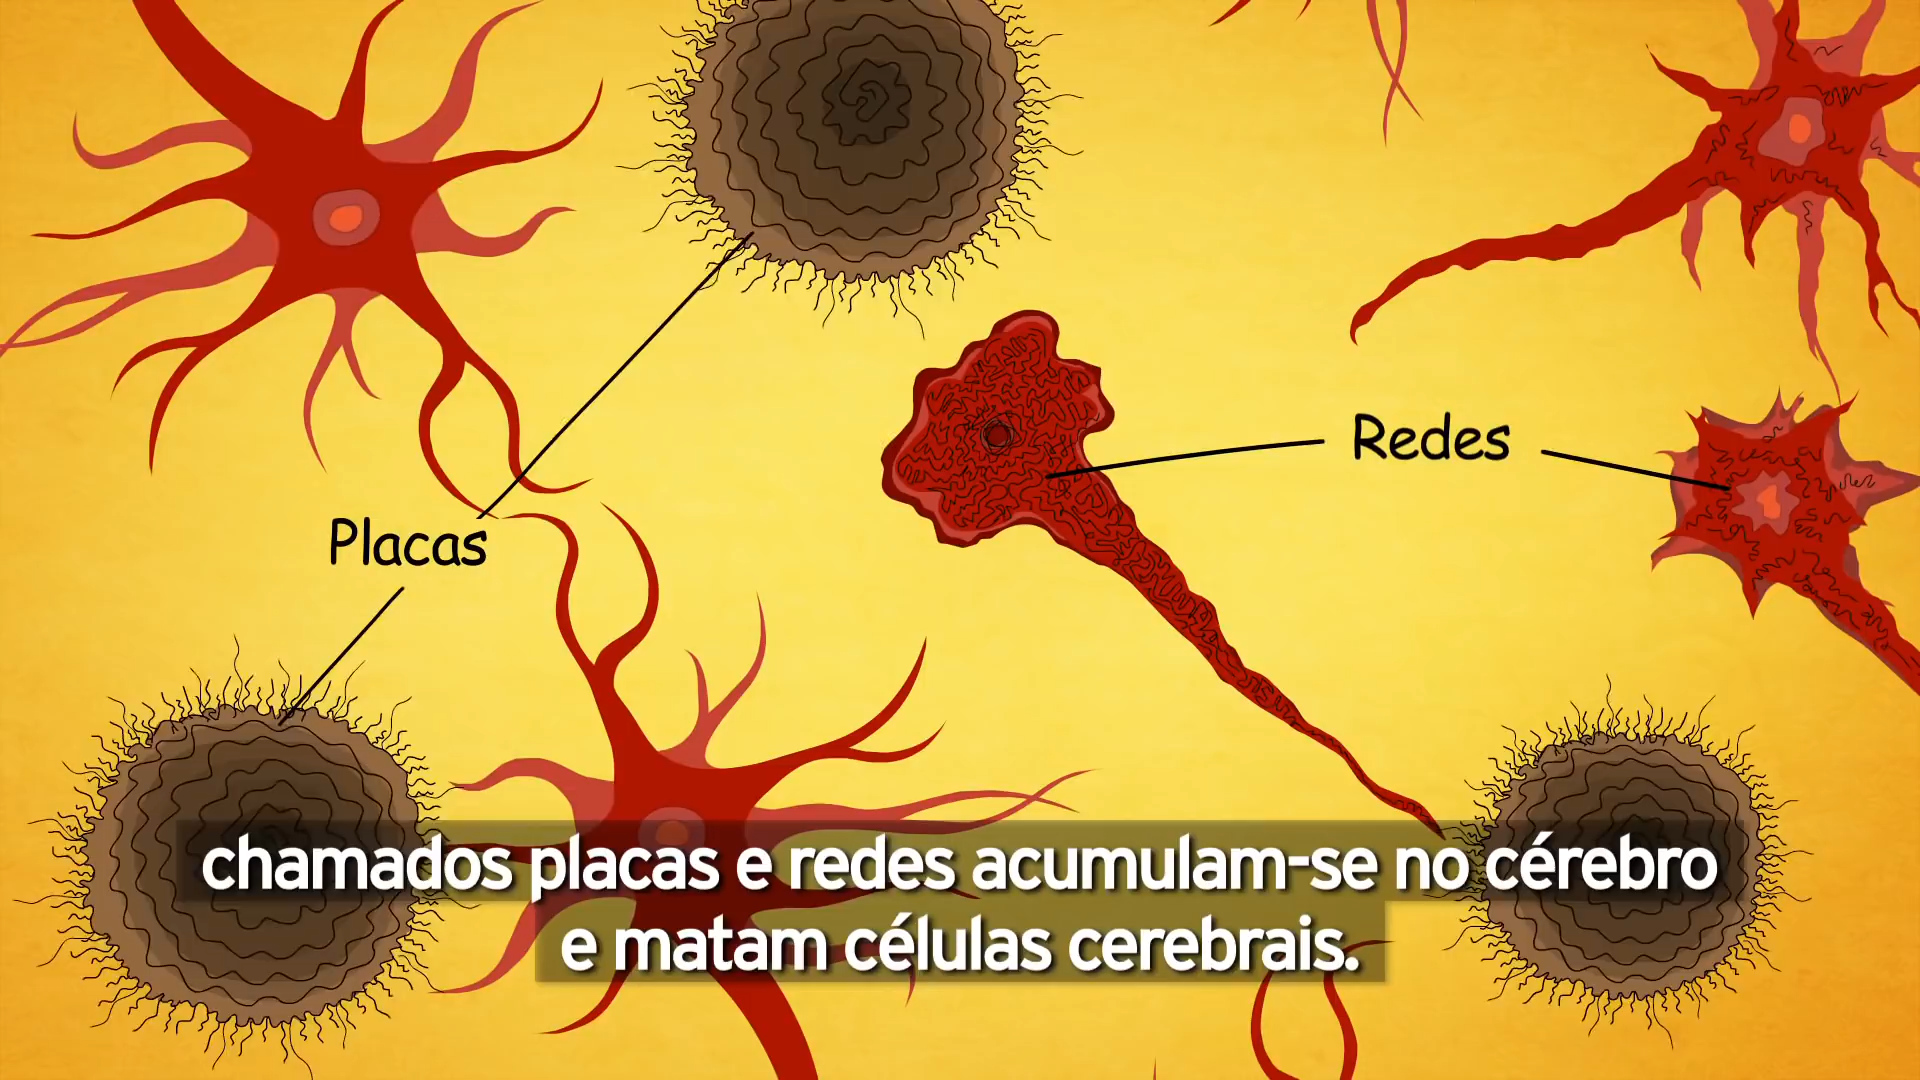 Redes
Placas
chamados placas e redes acumulam-se no cérebro
e matam células cerebrais.